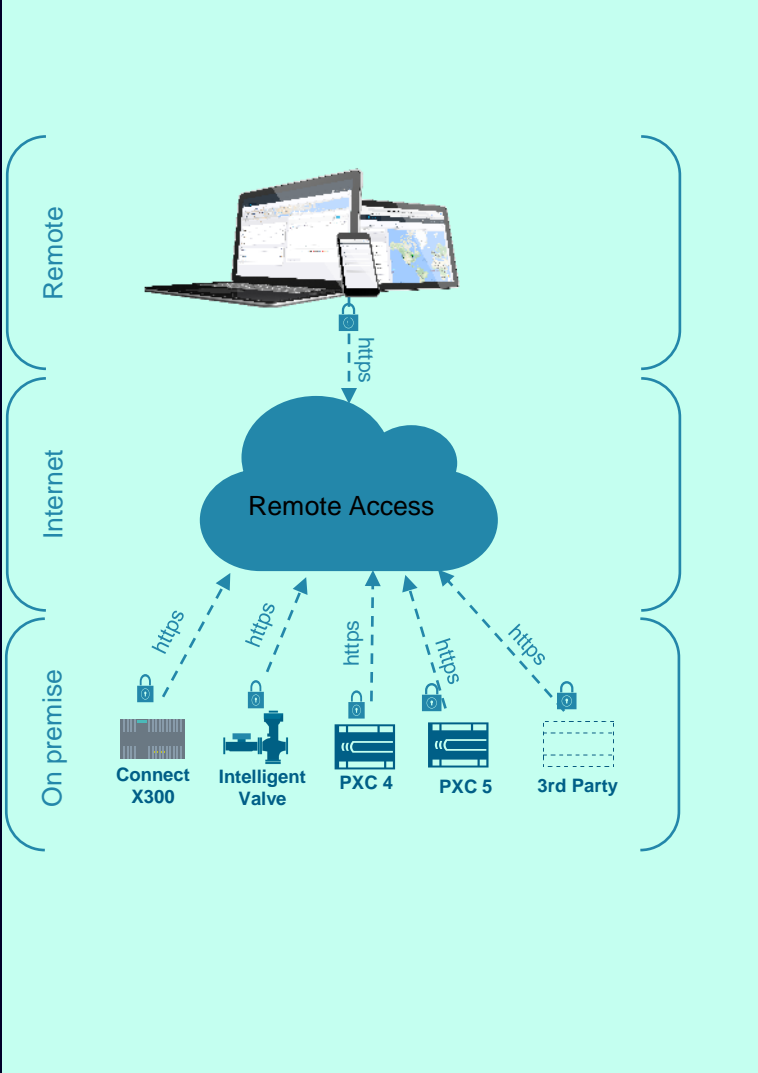 Remote
https
Internet
Remote Access
https
https
https
https
https
On premise
Connect
X300
Intelligent
Valve
PXC 4
PXC 5
3rd Party